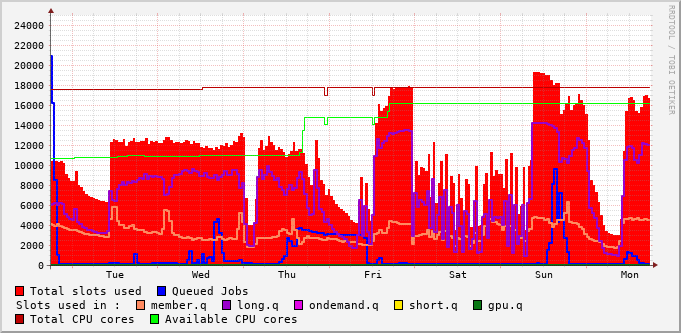 RRDTOOL / TOBI OETIKER
24000
22000
20000
18000
16000
14000
12000
10000
8000
6000
4000
2000
0
Tue Wed Thu Fri Sat Sun Mon
Total slots used Queued Jobs
Slots used in : member.q long.q ondemand.q short.q gpu.q
Total CPU cores Available CPU cores